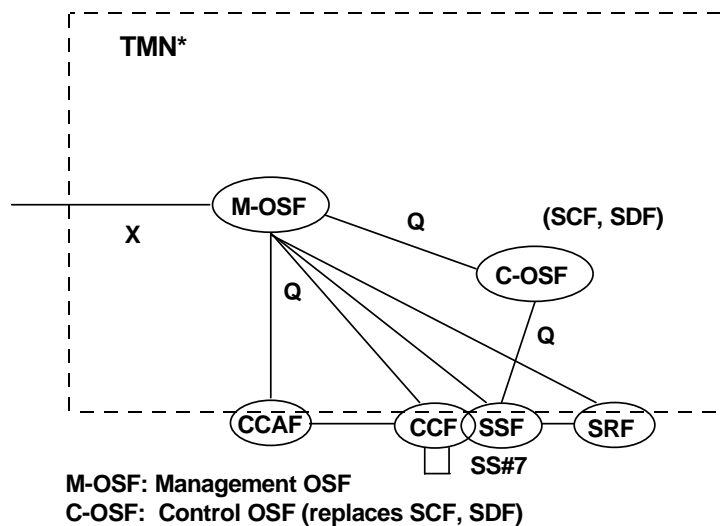 TMN*
M-OSF
X
Q
(SCF, SDF)
C-OSF
Q
Q
CCAF
CCF
SSF
SRF
SS#7
M-OSF: Management OSF
C-OSF: Control OSF (replaces SCF, SDF)